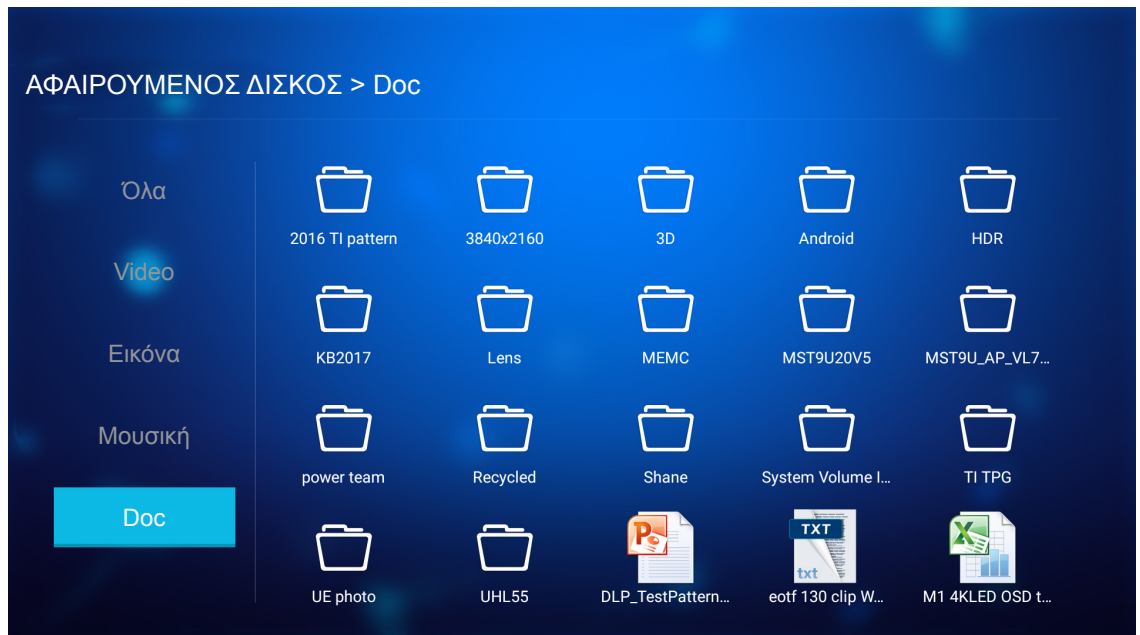 ΑΦΑΙΡΟΥΜΕΝΟΣ ΔΙΣΚΟΣ > Doc
Όλα
Video
Εικόνα
Μουσική
Doc
2016 TI pattern
3840x2160
3D
Android
HDR
KB2017
Lens
MEMC
MST9U20V5
MST9U_AP_VL7...
power team
Recycled
Shane
System Volume I...
TI TPG
UE photo
UHL55
TXT
txt
DLP_TestPattern...
eotf 130 clip W...
M1 4KLED OSD t...